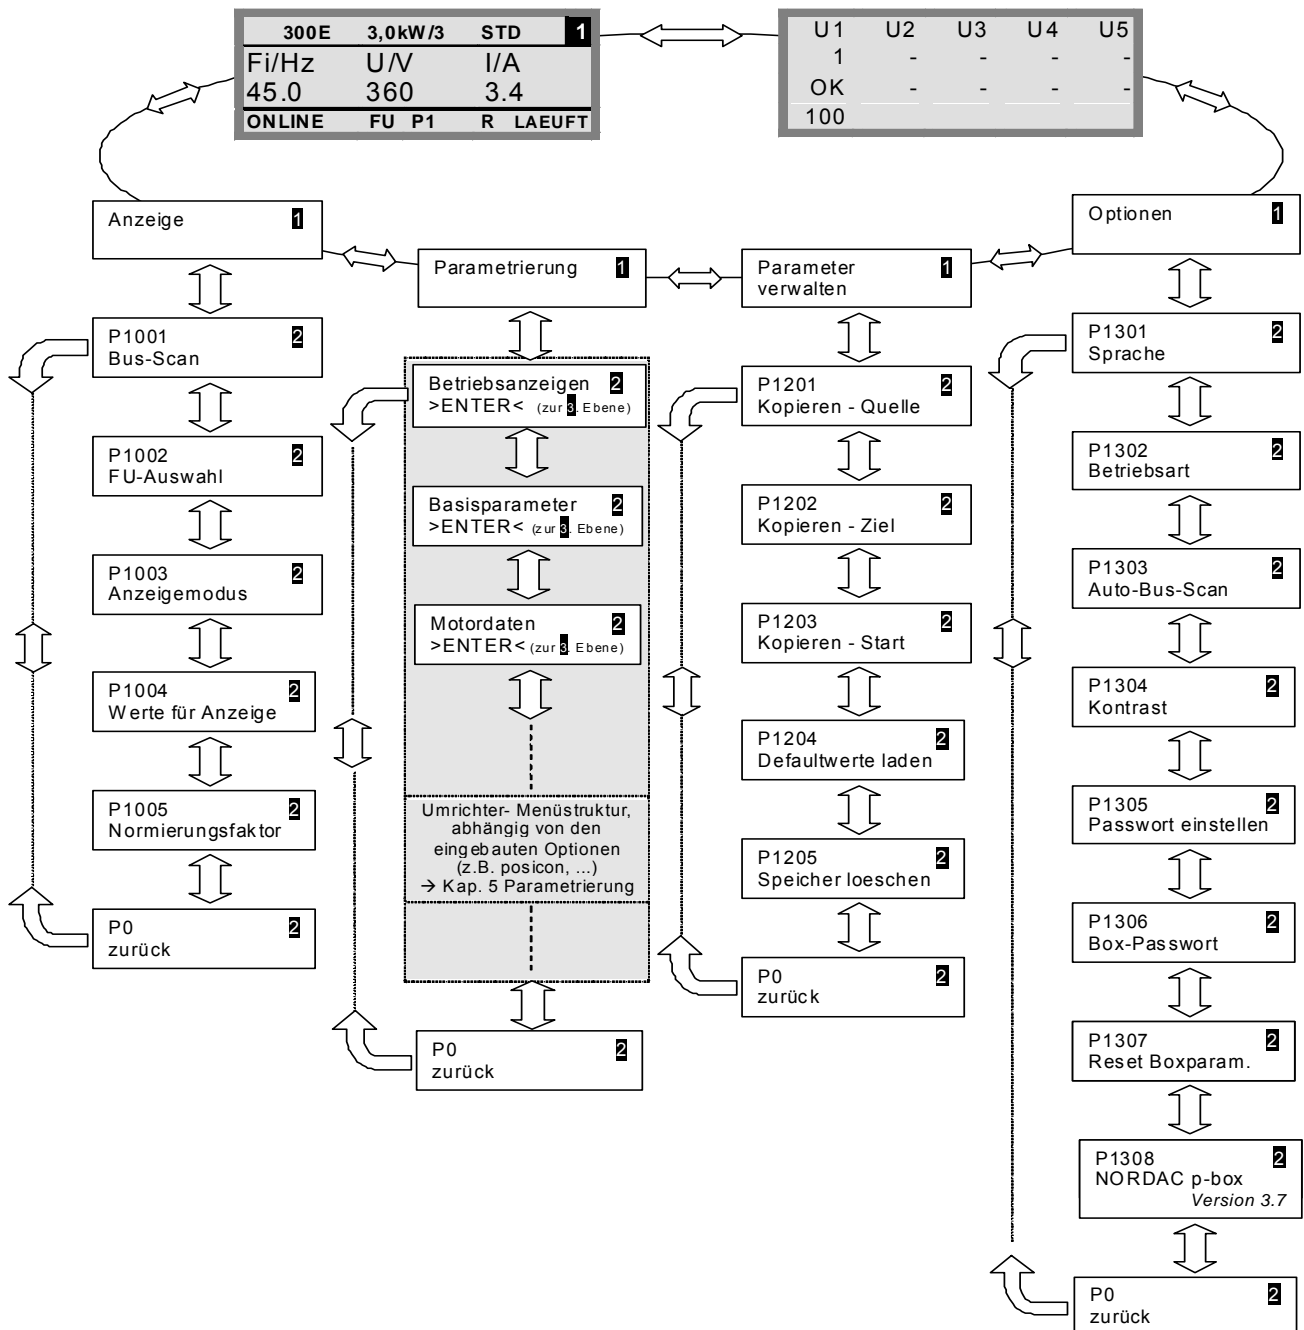 300E 3,0kW/3 STD 1
Fi/Hz U/V I/A
45.0 360 3.4
ONLINE FU P1 R LAEUFT
U1 U2 U3 U4 U5
1 - - - -
OK - - - -
100
Anzeige 1
P1001 2
Bus-Scan
P1002 2
FU-Auswahl
P1003 2
Anzeigemodus
P1004 2
Werte für Anzeige
P1005 2
Normierungsfaktor
P0 2
zurück
Parametrierung 1
Betriebsanzeigen 2
>ENTER< (zur 3. Ebene)
Basisparameter 2
>ENTER< (zur 3. Ebene)
Motordaten 2
>ENTER< (zur 3. Ebene)
Umrichter- Menüstruktur,
abhängig von den
eingebauten Optionen
(z.B. posicon, ...)
→ Kap. 5 Parametrierung
P0 2
zurück
Parameter 1
verwalten
P1201 2
Kopieren - Quelle
P1202 2
Kopieren - Ziel
P1203 2
Kopieren - Start
P1204 2
Defaultwerte laden
P1205 2
Speicher loeschen
P0 2
zurück
Optionen 1
P1301 2
Sprache
P1302 2
Betriebsart
P1303 2
Auto-Bus-Scan
P1304 2
Kontrast
P1305 2
Passwort einstellen
P1306 2
Box-Passwort
P1307 2
Reset Boxparam.
P1308 2
NORDAC p-box
Version 3.7
P0 2
zurück